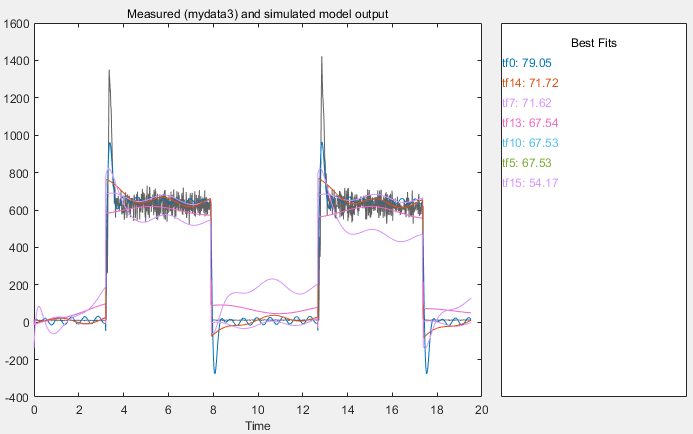 Measured (mydata3) and simulated model output
1600
1400
1200
1000
800
600
400
200
0
-200
-400
0 2 4 6 8 10 12 14 16 18 20
Time
Best Fits
tf0: 79.05
tf14: 71.72
tf7: 71.62
tf13: 67.54
tf10: 67.53
tf5: 67.53
tf15: 54.17